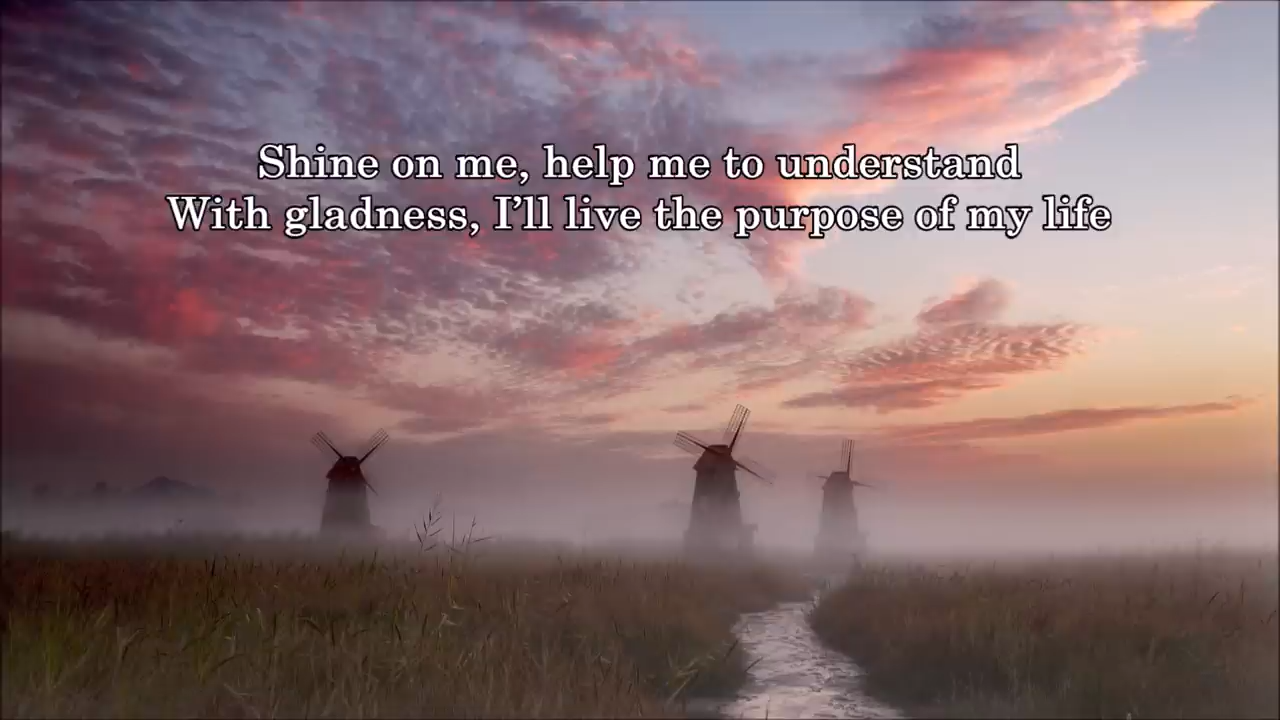 Shine on me, help me to understand
With gladness, I’ll live the purpose of my life